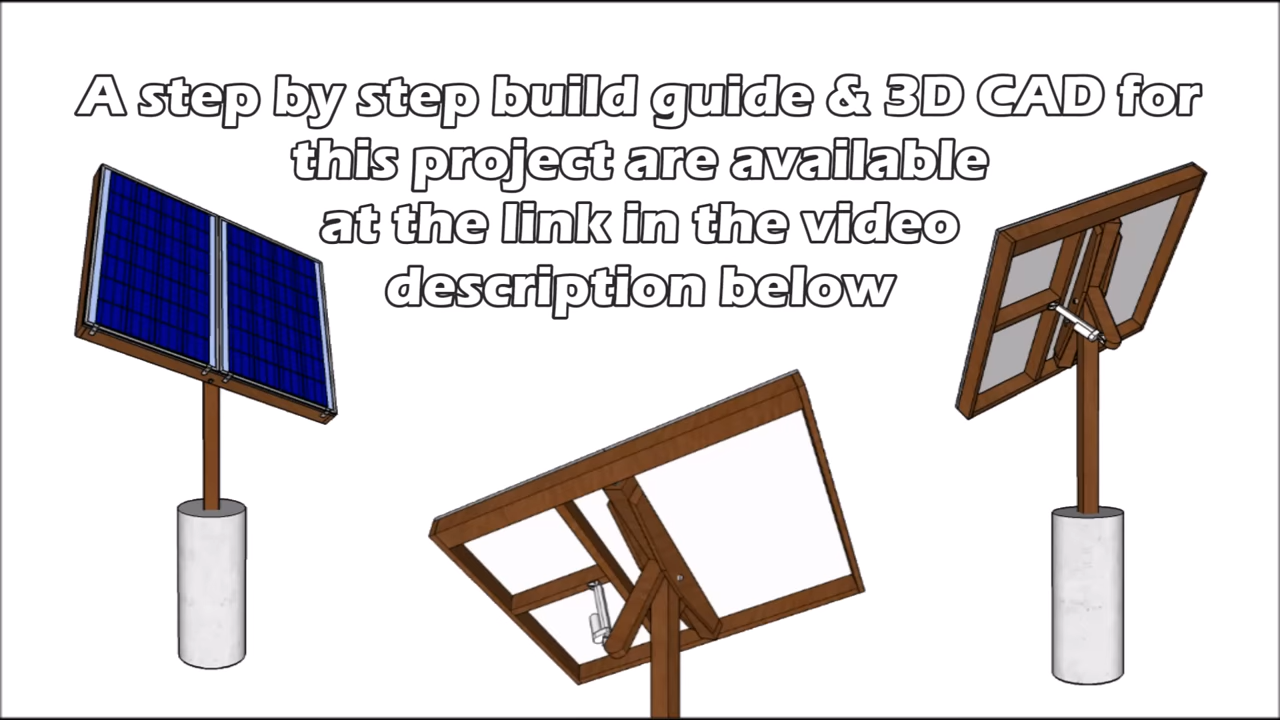 A step by step build guide & 3D CAD for
this project are available
at the link in the video
description below